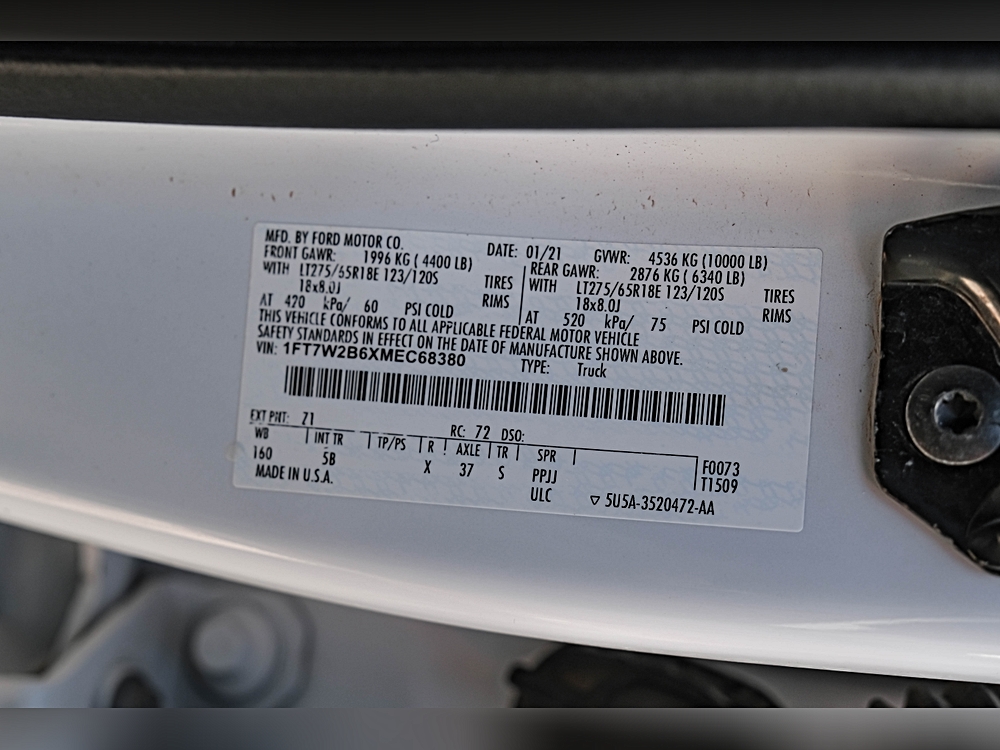 MFD. BY FORD MOTOR CO. DATE: 01/21 GVWR: 4536 KG (10000 LB)
FRONT GAWR: 1996 KG ( 4400 LB) REAR GAWR: 2876 KG ( 6340 LB)
WITH LT275/65R18E 123/120S TIRES WITH LT275/65R18E 123/120S TIRES
18x8.0J RIMS 18x8.0J RIMS
AT 420 kPa/ 60 PSI COLD AT 520 kPa/ 75 PSI COLD
THIS VEHICLE CONFORMS TO ALL APPLICABLE FEDERAL MOTOR VEHICLE
SAFETY STANDARDS IN EFFECT ON THE DATE OF MANUFACTURE SHOWN ABOVE.
VIN: 1FT7W2B6XMEC68380 TYPE: Truck
EXT PNT: Z1 RC: 72 DSO:
WB INT TR TP/PS R AXLE TR SPR F0073
160 5B X 37 S PPJJ T1509
MADE IN U.S.A. ULC ▽ 5U5A-3520472-AA